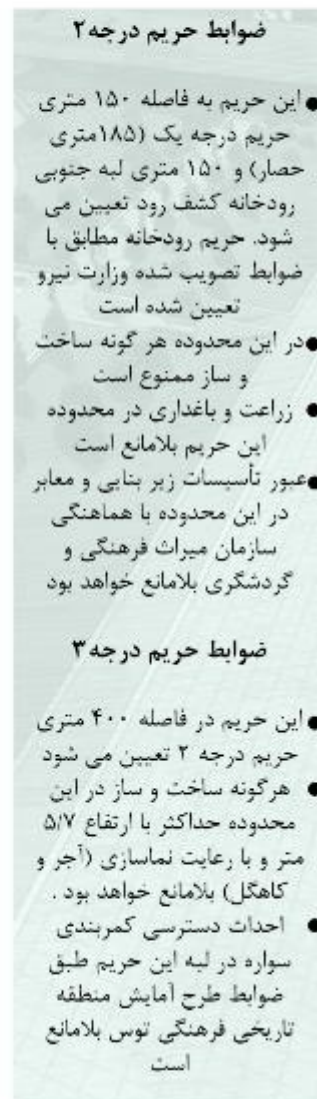 ضوابط حریم درجه۲
● این حریم به فاصله ۱۵۰ متری
حریم درجه یک (۱۸۵متری
حصار) و ۱۵۰ متری لبه جنوبی
رودخانه کشف رود تعیین می
شود. حریم رودخانه مطابق با
ضوابط تصویب شده وزارت نیرو
تعیین شده است
●در این محدوده هر گونه ساخت
و ساز ممنوع است
● زراعت و باغداری در محدوده
این حریم بلامانع است
●عبور تأسیسات زیر بنایی و معابر
در این محدوده با هماهنگی
سازمان میراث فرهنگی و
گردشگری بلامانع خواهد بود
ضوابط حریم درجه۳
● این حریم در فاصله ۴۰۰ متری
حریم درجه ۲ تعیین می شود
● هرگونه ساخت و ساز در این
محدوده حداکثر با ارتفاع ۵/۷
متر و با رعایت نماسازی (آجر و
کاهگل) بلامانع خواهد بود .
● احداث دسترسی کمربندی
سواره در لبه این حریم طبق
ضوابط طرح آمایش منطقه
تاریخی فرهنگی توس بلامانع
است